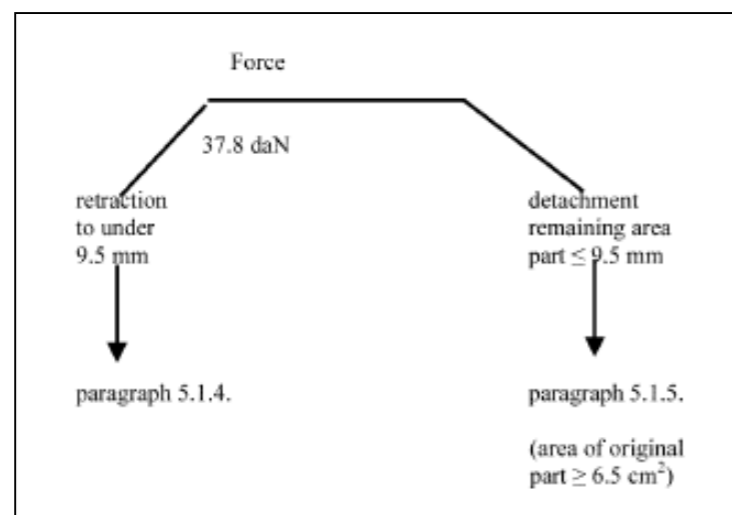 Force
37.8 daN
retraction
to under
9.5 mm
detachment
remaining area
part ≤ 9.5 mm
paragraph 5.1.4.
paragraph 5.1.5.
(area of original
part ≥ 6.5 cm²)